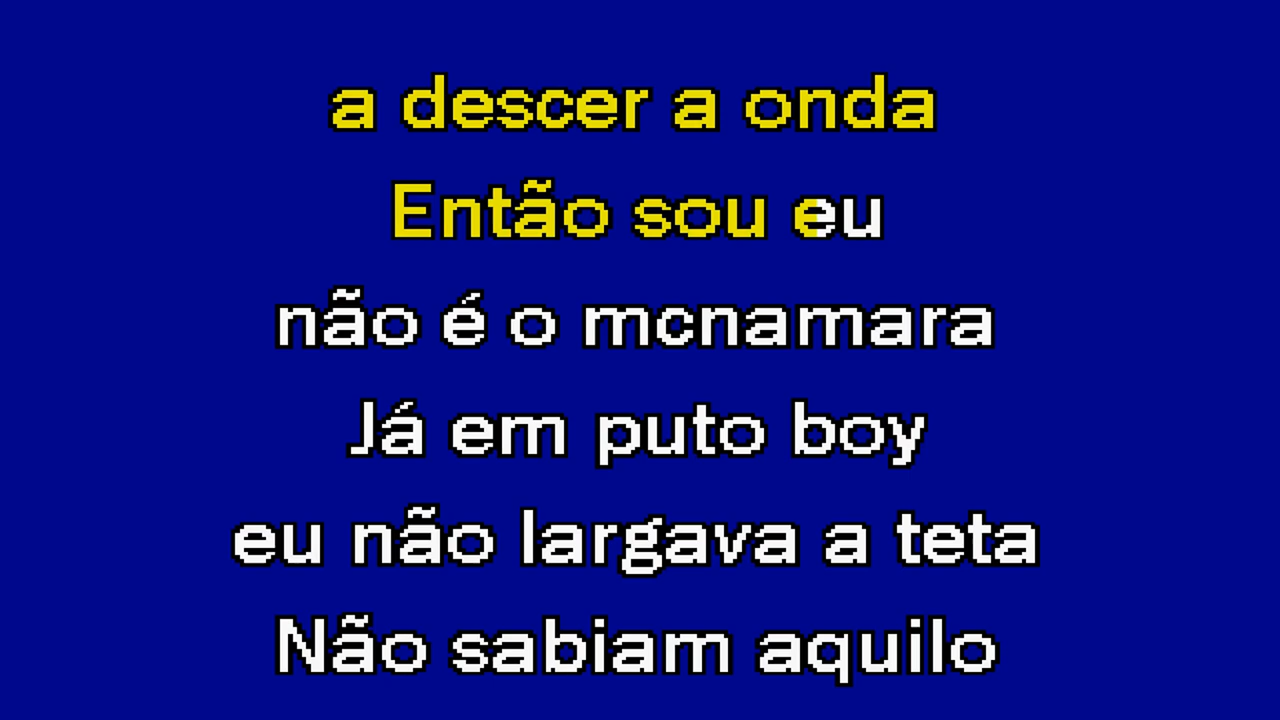 a descer a onda
Então sou eu
não é o mcnamara
Já em puto boy
eu não largava a teta
Não sabiam aquilo